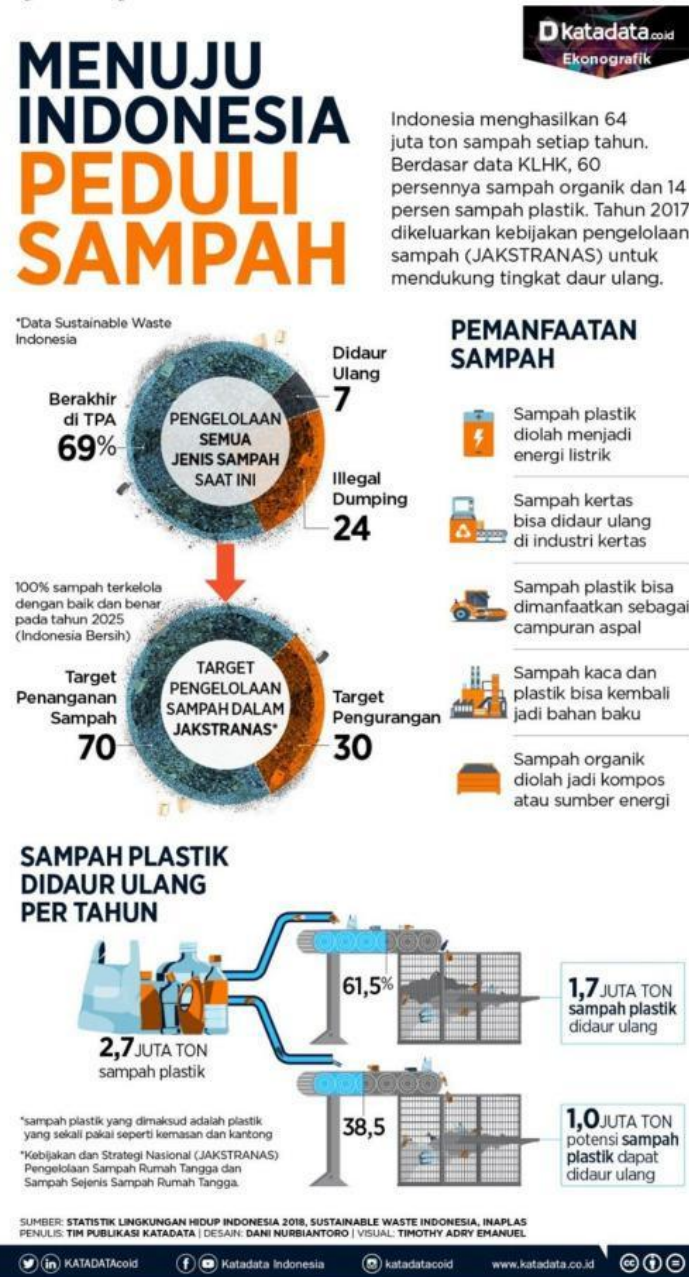 Dkatadata.co.id
Ekonografik
MENUJU
INDONESIA
PEDULI
SAMPAH
Indonesia menghasilkan 64
juta ton sampah setiap tahun.
Berdasar data KLHK, 60
persennya sampah organik dan 14
persen sampah plastik. Tahun 2017
dikeluarkan kebijakan pengelolaan
sampah (JAKSTRANAS) untuk
mendukung tingkat daur ulang.
*Data Sustainable Waste
Indonesia
Berakhir
di TPA
69%
PENGELOLAAN
SEMUA
JENIS SAMPAH
SAAT INI
Didaur
Ulang
7
Illegal
Dumping
24
100% sampah terkelola
dengan baik dan benar
pada tahun 2025
(Indonesia Bersih)
Target
Penanganan
Sampah
70
TARGET
PENGELOLAAN
SAMPAH DALAM
JAKSTRANAS*
Target
Pengurangan
30
PEMANFAATAN
SAMPAH
Sampah plastik
diolah menjadi
energi listrik
Sampah kertas
bisa didaur ulang
di industri kertas
Sampah plastik bisa
dimanfaatkan sebagai
campuran aspal
Sampah kaca dan
plastik bisa kembali
jadi bahan baku
Sampah organik
diolah jadi kompos
atau sumber energi
SAMPAH PLASTIK
DIDAUR ULANG
PER TAHUN
2,7 JUTA TON
sampah plastik
61,5%
1,7 JUTA TON
sampah plastik
didaur ulang
38,5
1,0 JUTA TON
potensi sampah
plastik dapat
didaur ulang
*sampah plastik yang dimaksud adalah plastik
yang sekali pakai seperti kemasan dan kantong
*Kebijakan dan Strategi Nasional (JAKSTRANAS)
Pengelolaan Sampah Rumah Tangga dan
Sampah Sejenis Sampah Rumah Tangga.
SUMBER: STATISTIK LINGKUNGAN HIDUP INDONESIA 2018, SUSTAINABLE WASTE INDONESIA, INAPLAS
PENULIS: TIM PUBLIKASI KATADATA | DESAIN: DANI NURBIANTORO | VISUAL: TIMOTHY ADRY EMANUEL
KATADATAcoid
Katadata Indonesia
katadatacoid
www.katadata.co.id